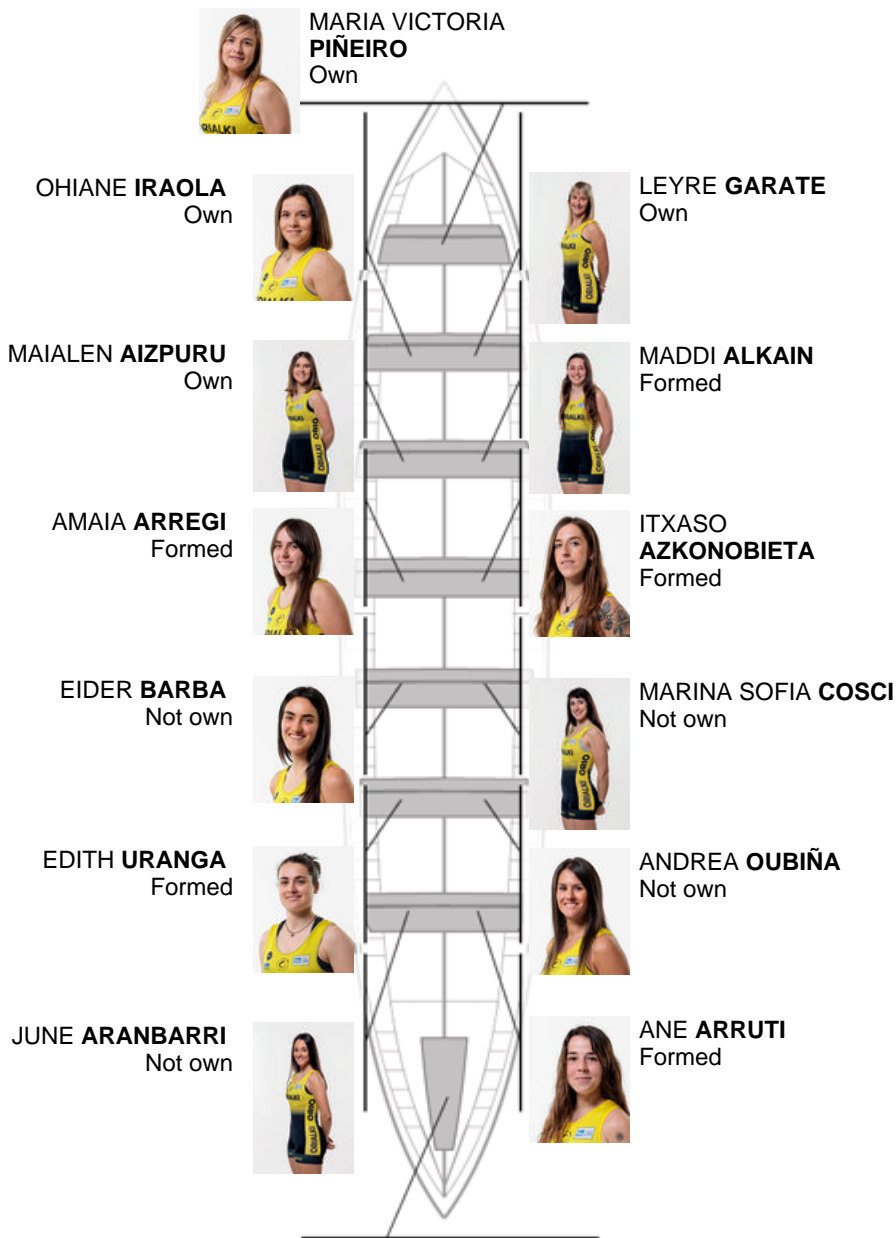 MARIA VICTORIA
PIÑEIRO
Own
OHIANE IRAOLA
Own
LEYRE GARATE
Own
MAIALEN AIZPURU
Own
MADDI ALKAIN
Formed
AMAIA ARREGI
Formed
ITXASO
AZKONOBIETA
Formed
EIDER BARBA
Not own
MARINA SOFIA COSCI
Not own
EDITH URANGA
Formed
ANDREA OUBIÑA
Not own
JUNE ARANBARRI
Not own
ANE ARRUTI
Formed